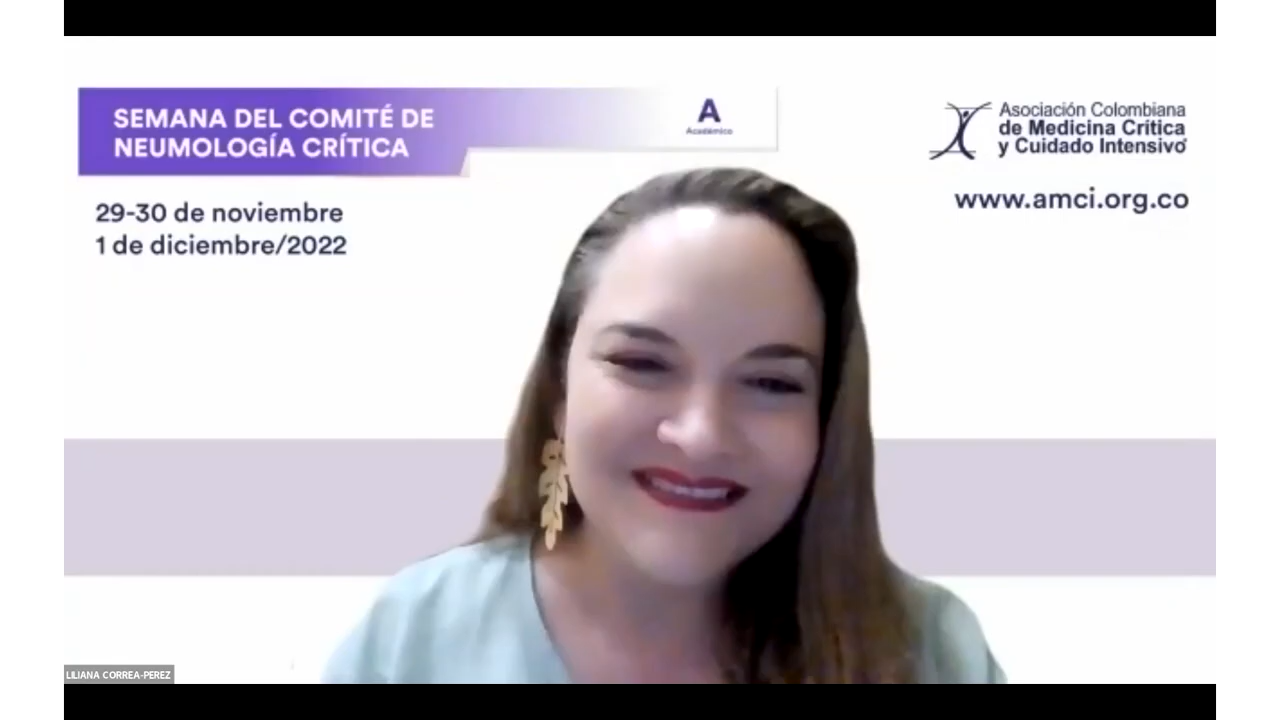 SEMANA DEL COMITÉ DE
NEUMOLOGÍA CRÍTICA
A
Académico
29-30 de noviembre
1 de diciembre/2022
Asociación Colombiana
de Medicina Crítica
y Cuidado Intensivo
www.amci.org.co
LILIANA CORREA-PEREZ